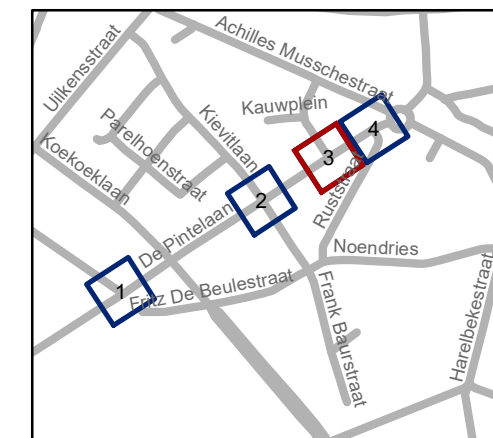 Achilles Musschestraat
Uilkensstraat
Kauwplein
Kievitlaan
Parelhoenstraat
Koekoeklaan
4
3
Ruststraat
2
De Pintelaan
Noendries
1
Fritz De Beulestraat
Frank Baurstraat
Harelbekestraat